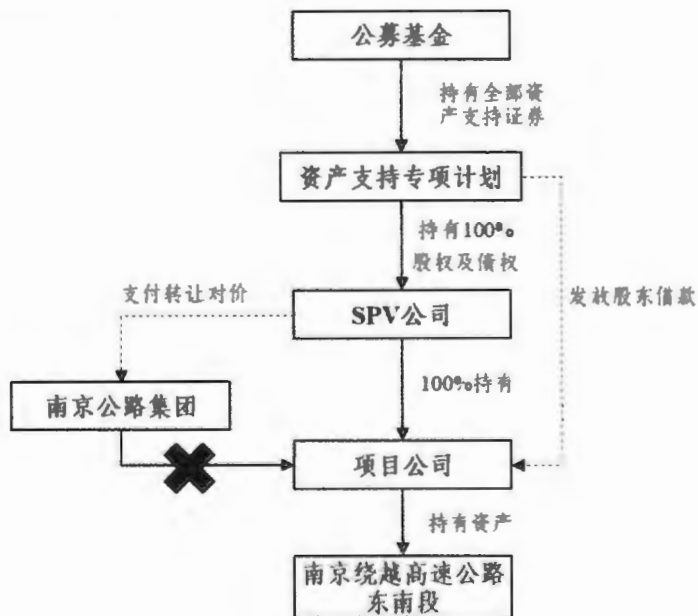 公募基金
持有全部资
产支持证券
资产支持专项计划
持有100%
股权及债权
支付转让对价
SPV公司
发放股东借款
100%持有
南京公路集团
项目公司
持有资产
南京绕越高速公路
东南段